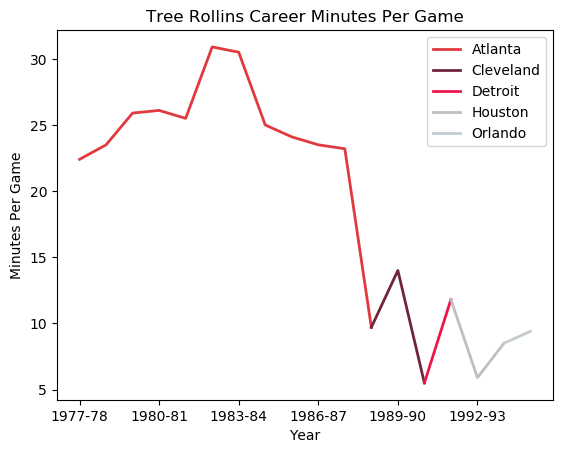 Tree Rollins Career Minutes Per Game
Minutes Per Game
30
25
20
15
10
5
Atlanta
Cleveland
Detroit
Houston
Orlando
1977-78 1980-81 1983-84 1986-87 1989-90 1992-93
Year